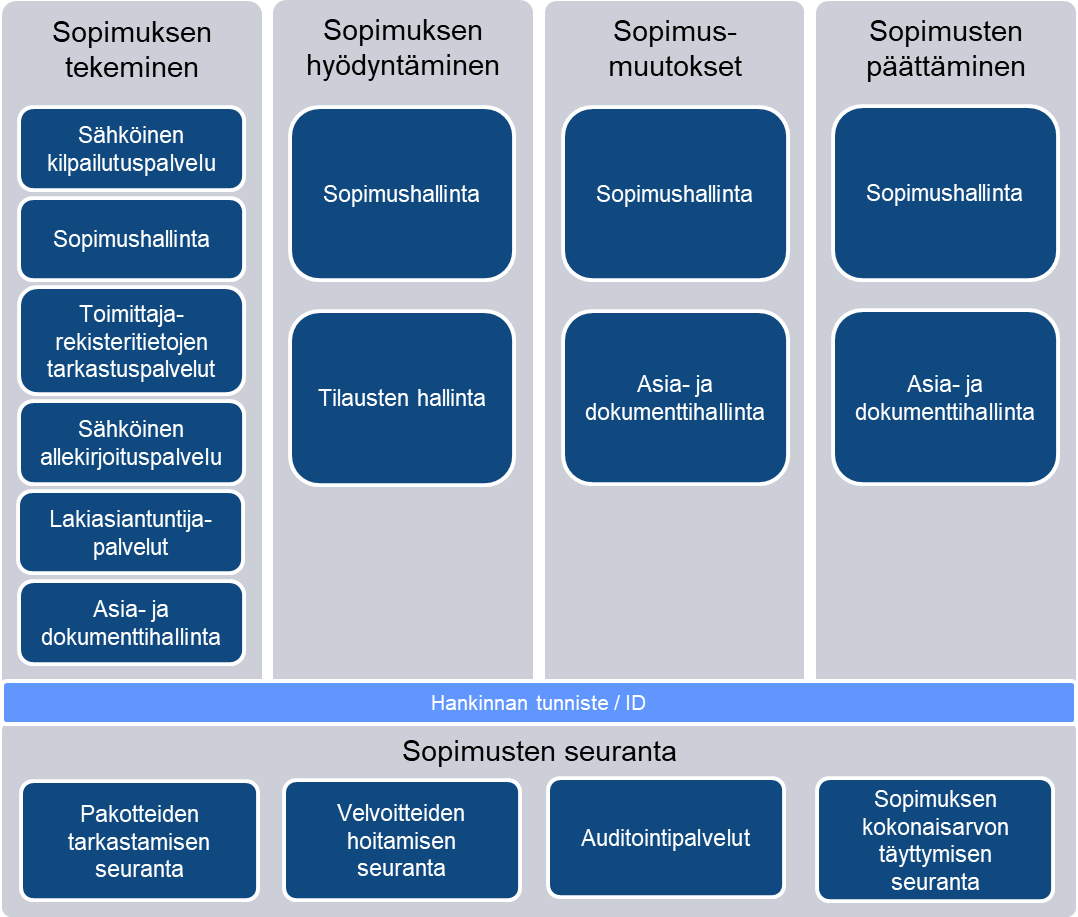 Sopimuksen
tekeminen
Sähköinen
kilpailutuspalvelu
Sopimushallinta
Toimittaja-
rekisteritietojen
tarkastuspalvelut
Sähköinen
allekirjoituspalvelu
Lakiasiantuntija-
palvelut
Asia- ja
dokumenttihallinta
Sopimuksen
hyödyntäminen
Sopimushallinta
Tilausten hallinta
Sopimus-
muutokset
Sopimushallinta
Asia- ja
dokumenttihallinta
Sopimusten
päättäminen
Sopimushallinta
Asia- ja
dokumenttihallinta
Hankinnan tunniste / ID
Sopimusten seuranta
Pakotteiden
tarkastamisen
seuranta
Velvoitteiden
hoitamisen
seuranta
Auditointipalvelut
Sopimuksen
kokonaisarvon
täyttymisen
seuranta